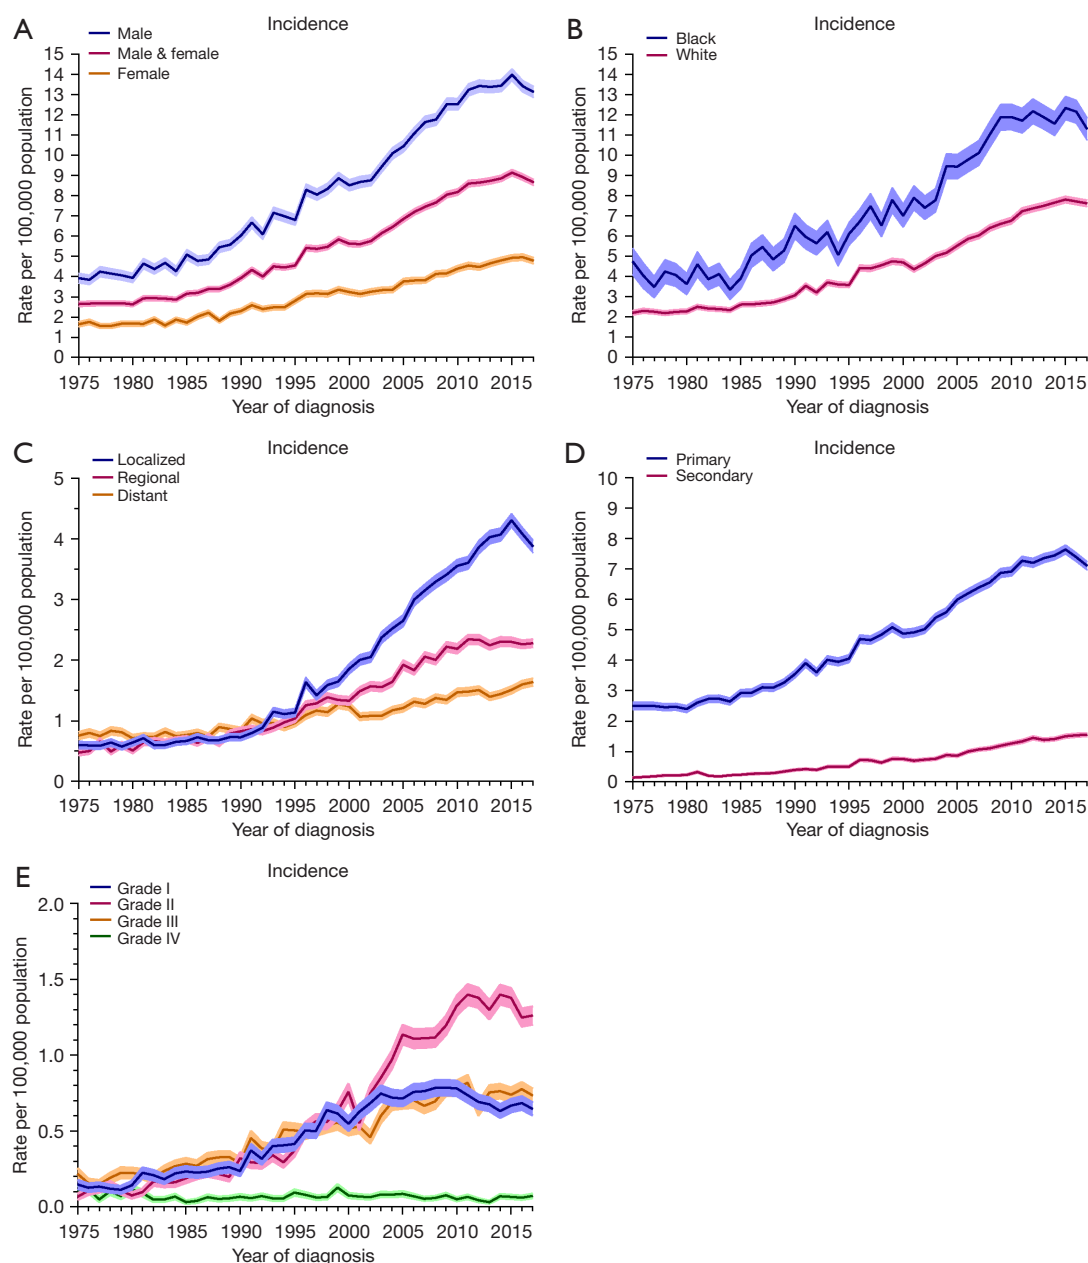 A
Incidence
Male
Male & female
Female
Rate per 100,000 population
15
14
13
12
11
10
9
8
7
6
5
4
3
2
1
0
1975 1980 1985 1990 1995 2000 2005 2010 2015
Year of diagnosis
B
Incidence
Black
White
Rate per 100,000 population
15
14
13
12
11
10
9
8
7
6
5
4
3
2
1
0
1975 1980 1985 1990 1995 2000 2005 2010 2015
Year of diagnosis
C
Incidence
Localized
Regional
Distant
Rate per 100,000 population
5
4
3
2
1
0
1975 1980 1985 1990 1995 2000 2005 2010 2015
Year of diagnosis
D
Incidence
Primary
Secondary
Rate per 100,000 population
10
9
8
7
6
5
4
3
2
1
0
1975 1980 1985 1990 1995 2000 2005 2010 2015
Year of diagnosis
E
Incidence
Grade I
Grade II
Grade III
Grade IV
Rate per 100,000 population
2.0
1.5
1.0
0.5
0.0
1975 1980 1985 1990 1995 2000 2005 2010 2015
Year of diagnosis